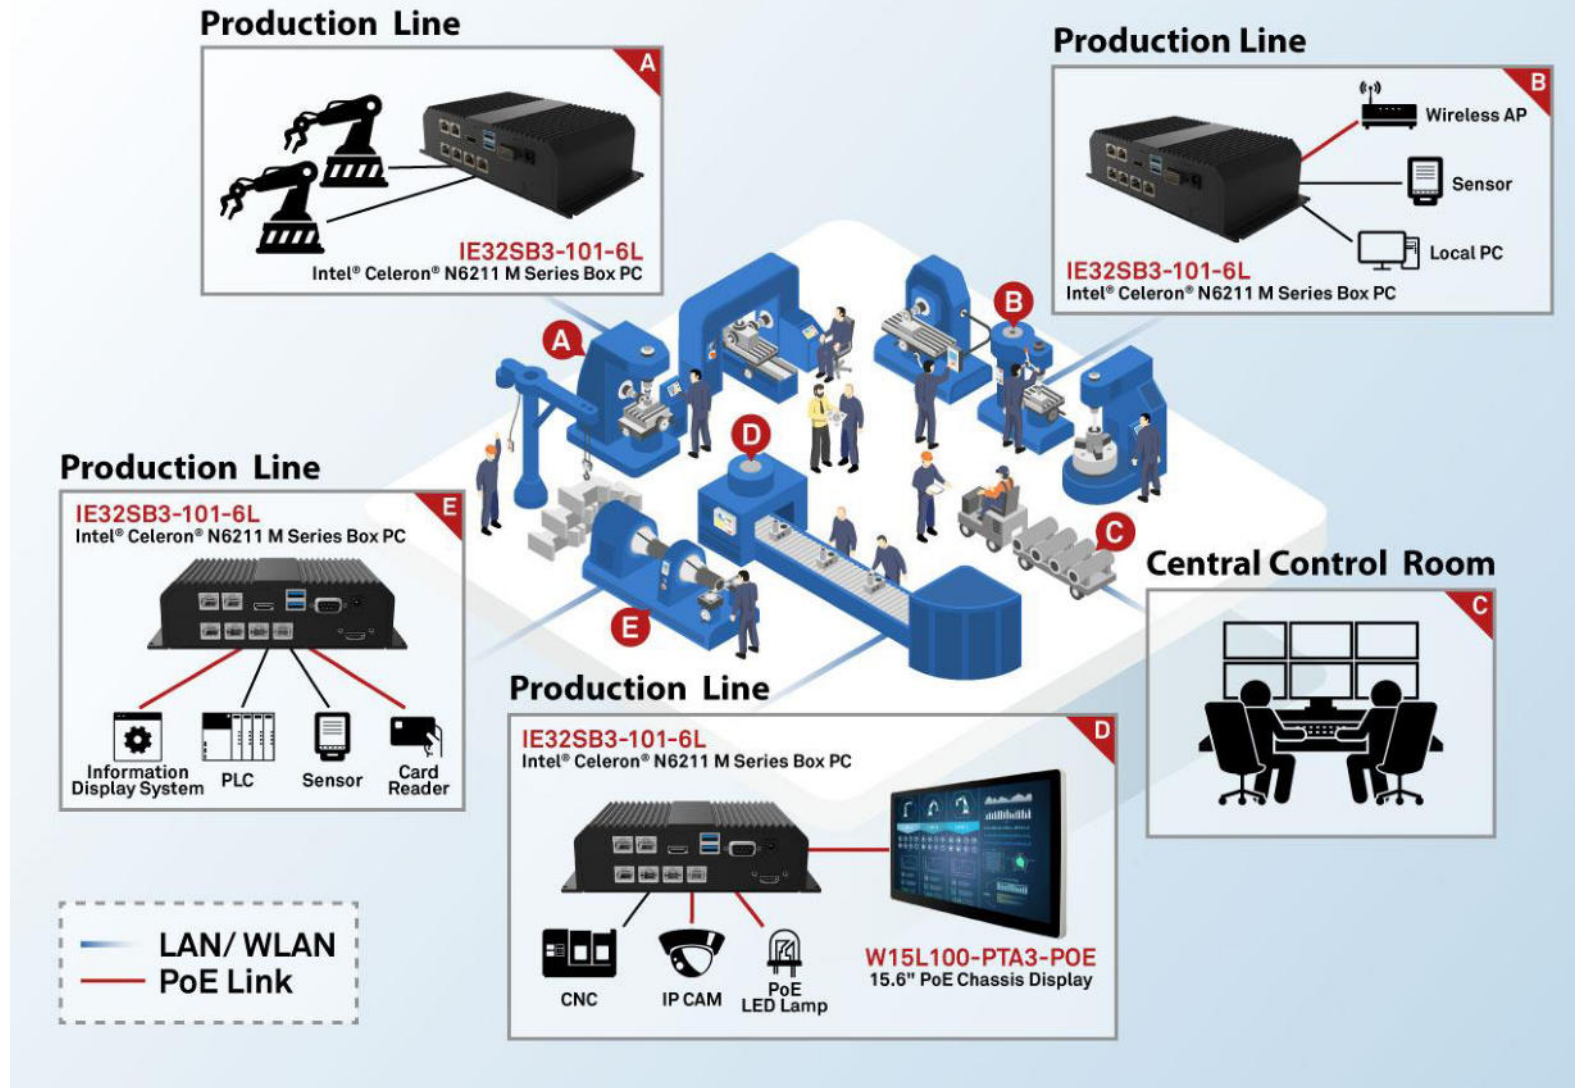 Production Line
A
IE32SB3-101-6L
Intel® Celeron® N6211 M Series Box PC
Production Line
B
Wireless AP
Sensor
Local PC
IE32SB3-101-6L
Intel® Celeron® N6211 M Series Box PC
A
B
D
C
E
Production Line
E
IE32SB3-101-6L
Intel® Celeron® N6211 M Series Box PC
Information
Display System
PLC
Sensor
Card
Reader
Central Control Room
C
Production Line
D
IE32SB3-101-6L
Intel® Celeron® N6211 M Series Box PC
CNC
IP CAM
PoE
LED Lamp
W15L100-PTA3-POE
15.6" PoE Chassis Display
LAN/ WLAN
PoE Link